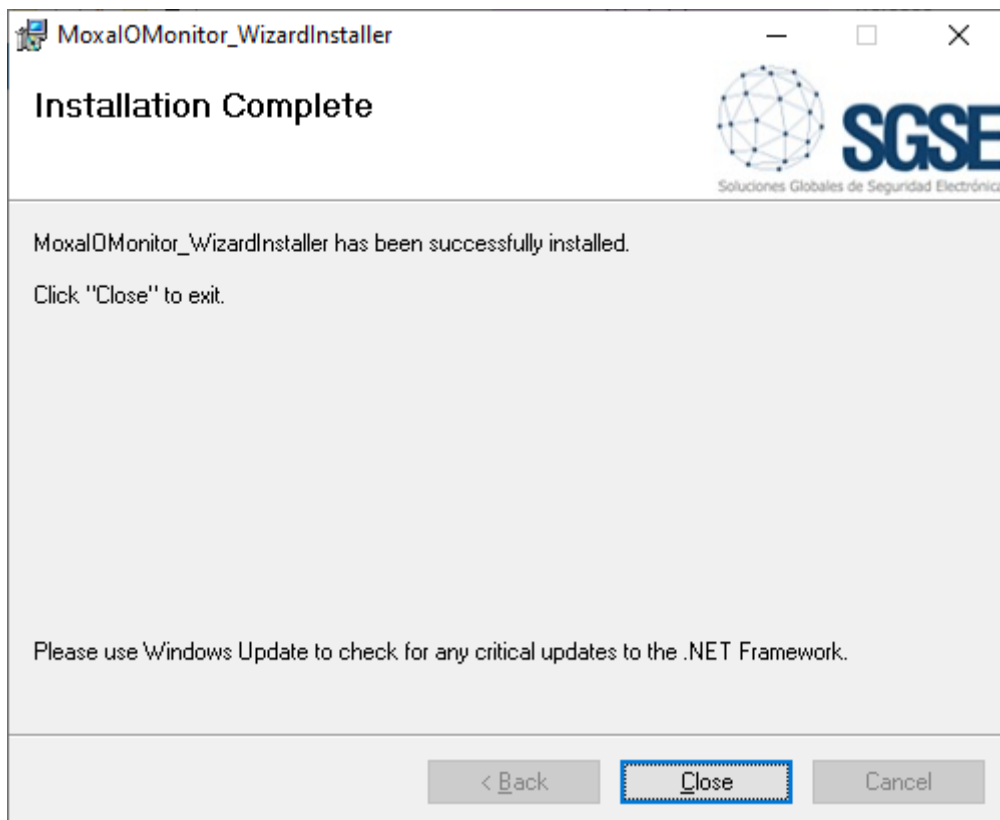 MoxaIOMonitor_WizardInstaller
Installation Complete
SGSE
Soluciones Globales de Seguridad Electrónica
MoxaIOMonitor_WizardInstaller has been successfully installed.
Click "Close" to exit.
Please use Windows Update to check for any critical updates to the .NET Framework.
< Back
Close
Cancel